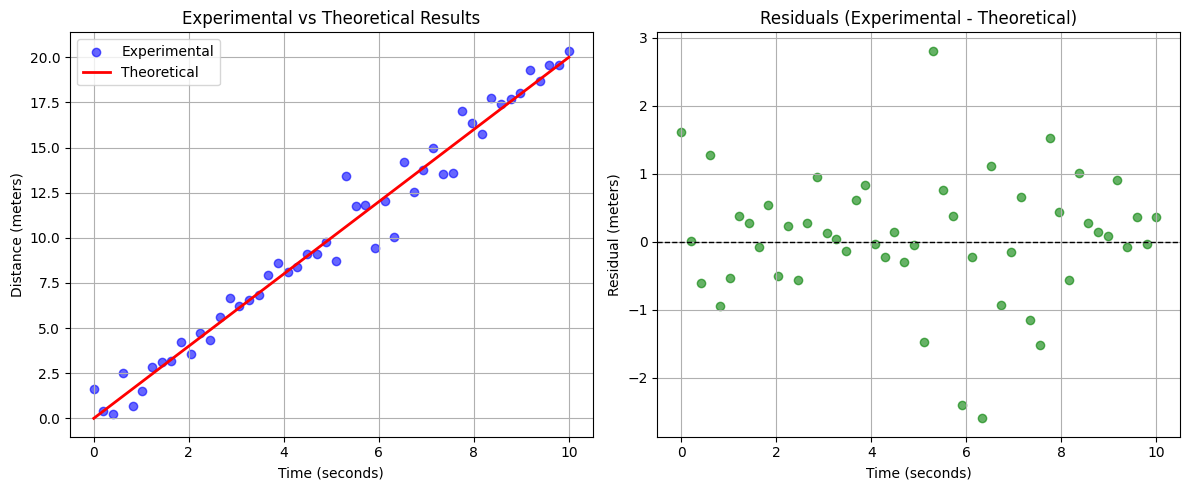 Experimental vs Theoretical Results
Experimental
Theoretical
20.0
17.5
15.0
12.5
10.0
7.5
5.0
2.5
0.0
Distance (meters)
0 2 4 6 8 10
Time (seconds)
Residuals (Experimental - Theoretical)
3
2
1
0
−1
−2
Residual (meters)
0 2 4 6 8 10
Time (seconds)